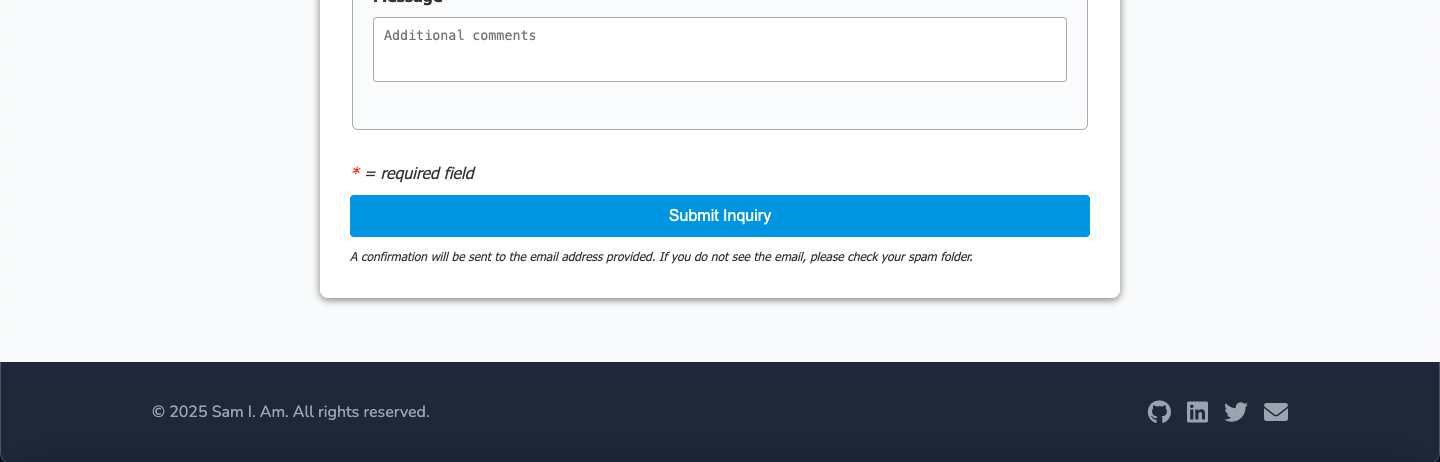 Message
Additional comments
* = required field
Submit Inquiry
A confirmation will be sent to the email address provided. If you do not see the email, please check your spam folder.
© 2025 Sam I. Am. All rights reserved.